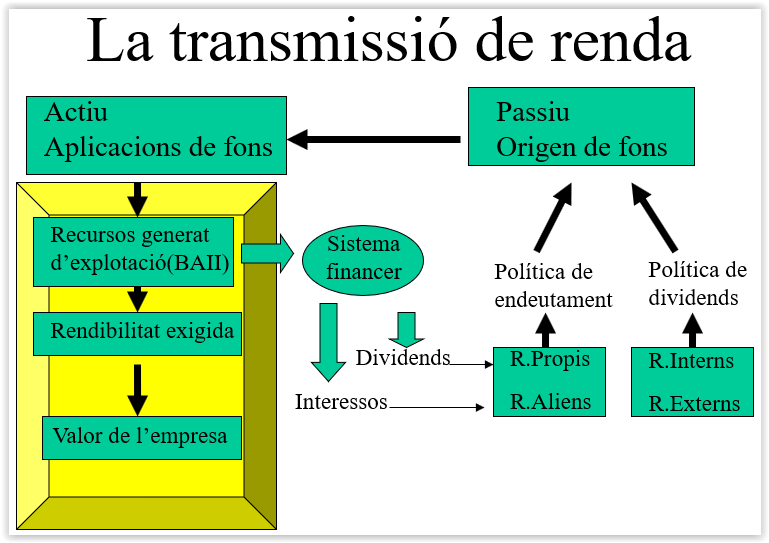 La transmissió de renda
Actiu
Aplicacions de fons
Passiu
Origen de fons
Recursos generat
d’explotació(BAII)
Sistema
financer
Política de
endeutament
Política de
dividends
Rendibilitat exigida
Dividends
R.Propis
R.Interns
Interessos
R.Aliens
R.Externs
Valor de l’empresa